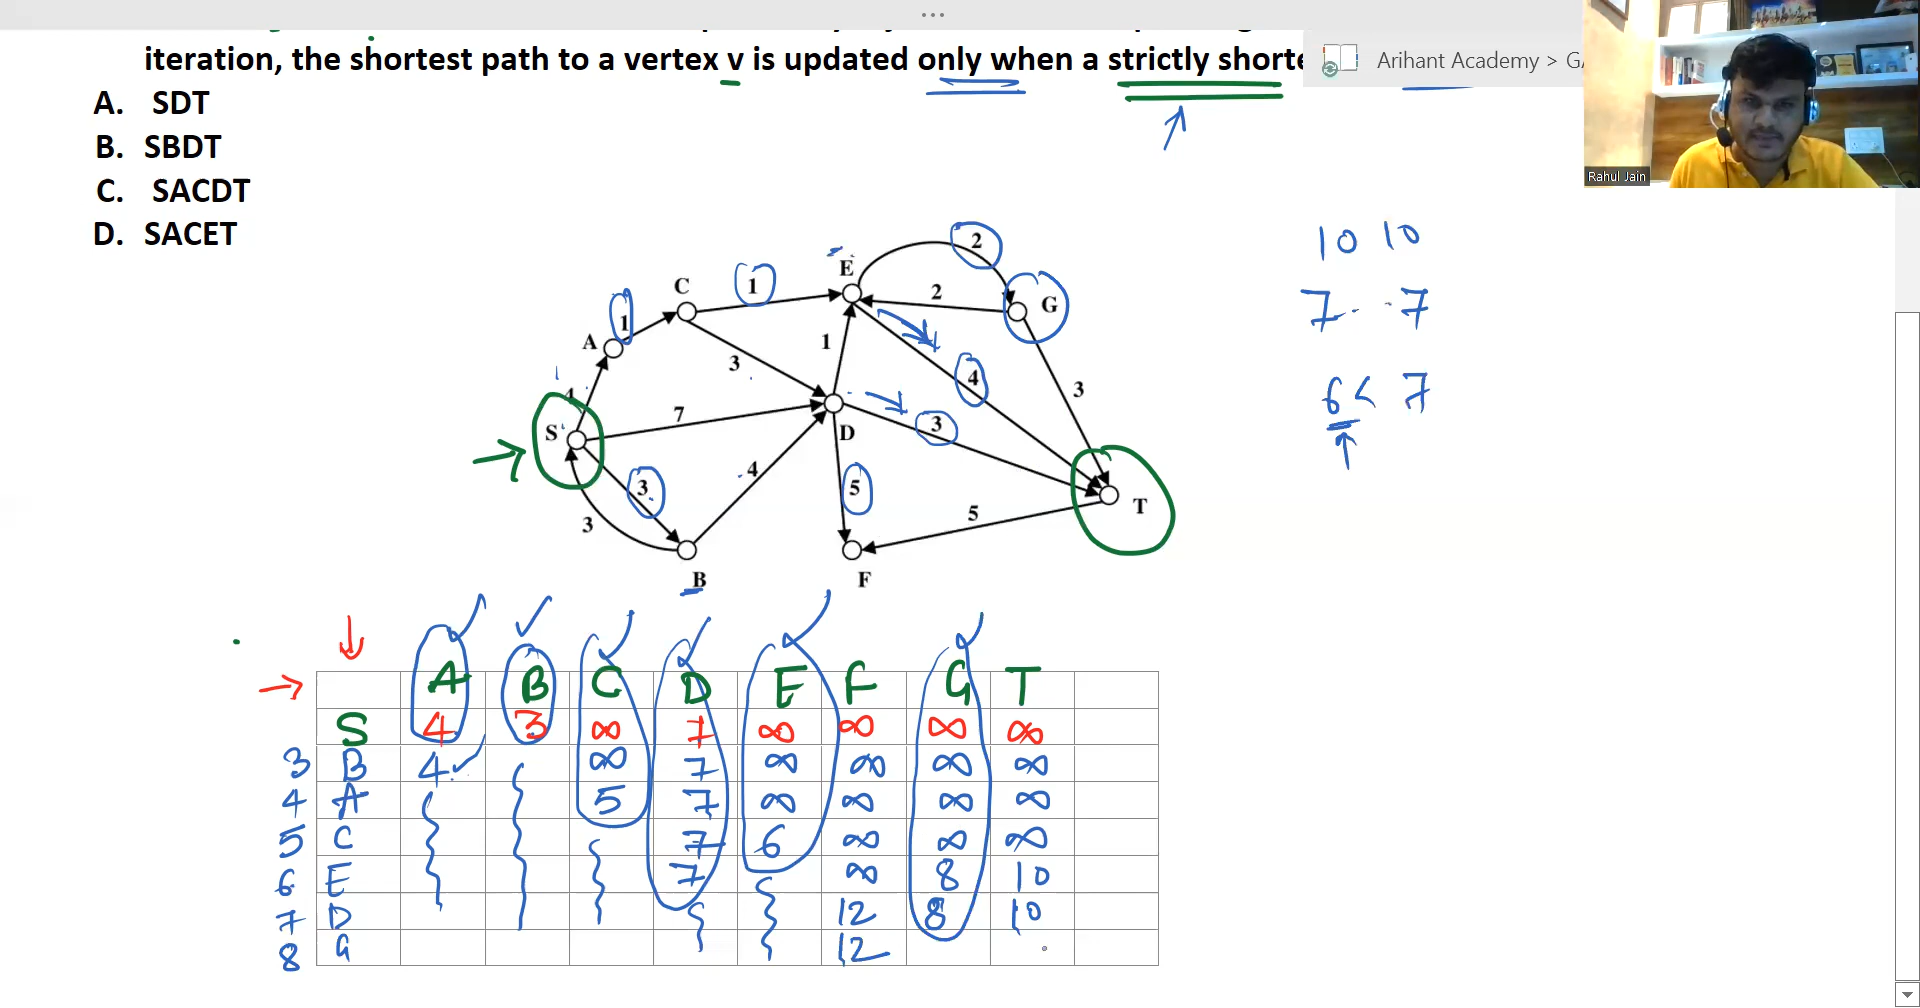 iteration, the shortest path to a vertex v is updated only when a strictly shorte
Arihant Academy > GA
Rahul Jain
A. SDT
B. SBDT
C. SACDT
D. SACET
10 10
7 7
6 < 7
2
E
C 1
2 G
1
A
1
3
4
3
4
7
3
S
D
4
3
5
T
3
5
B
F
A B C D E F G T
S 4 3 ∞ 7 ∞ ∞ ∞ ∞
3 B 4 ∞ 7 ∞ ∞ ∞ ∞
4 A 5 7 ∞ ∞ ∞ ∞
5 C 7 6 ∞ ∞ ∞
6 E 7 ∞ 8 10
7 D 12 8 10
8 G 12